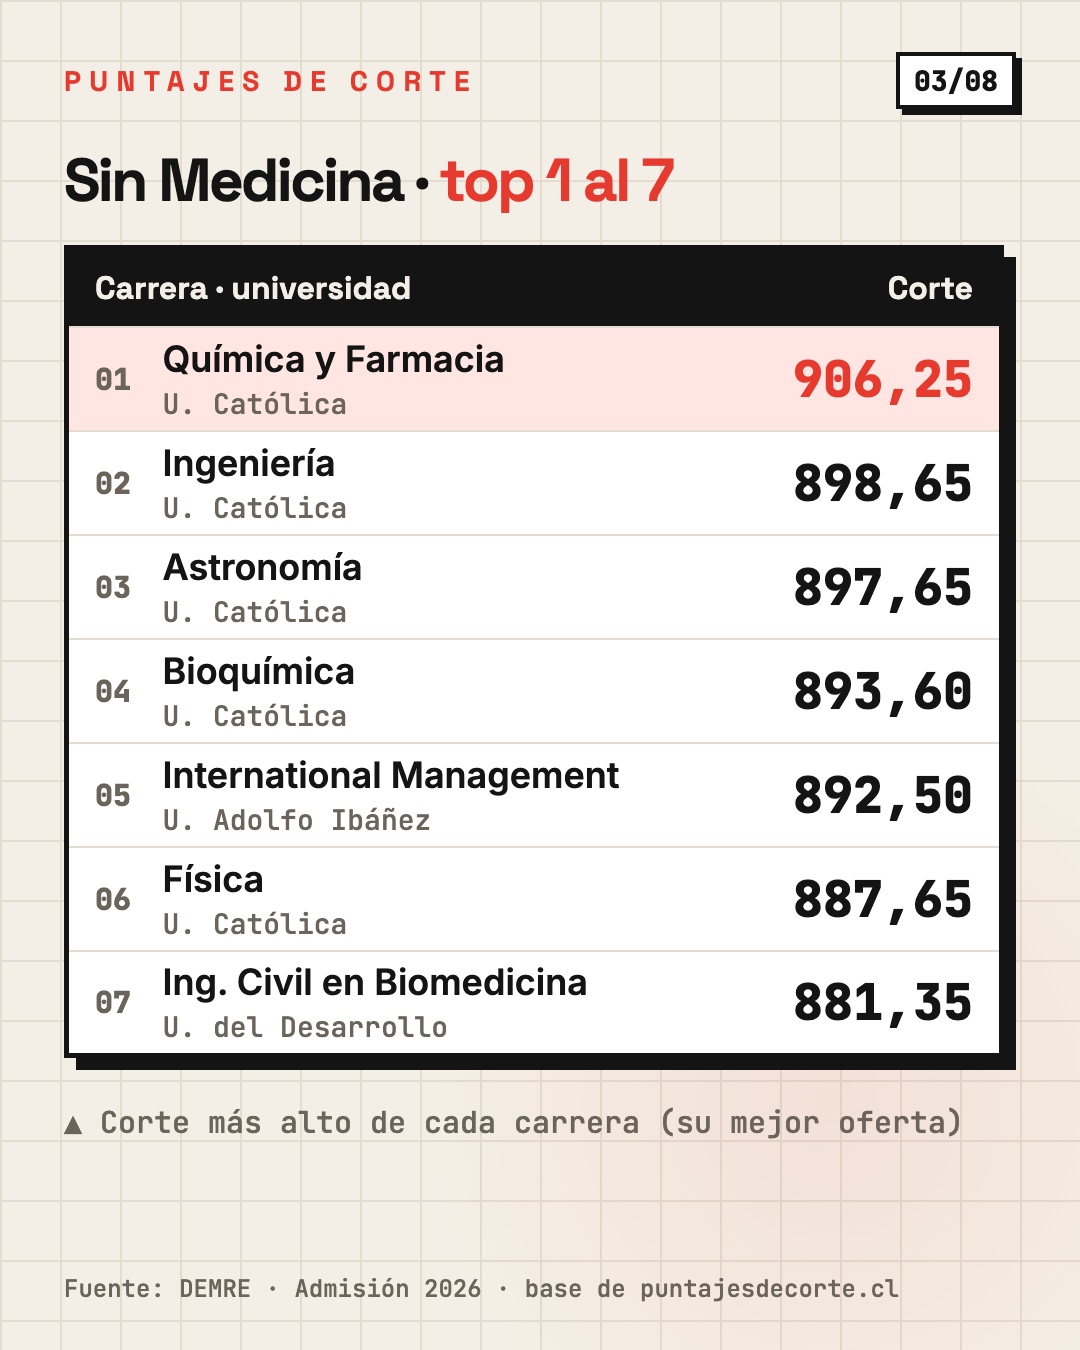 PUNTAJES DE CORTE
03/08
Sin Medicina · top 1 al 7
Carrera · universidad Corte
01 Química y Farmacia 906,25
U. Católica
02 Ingeniería 898,65
U. Católica
03 Astronomía 897,65
U. Católica
04 Bioquímica 893,60
U. Católica
05 International Management 892,50
U. Adolfo Ibáñez
06 Física 887,65
U. Católica
07 Ing. Civil en Biomedicina 881,35
U. del Desarrollo
▲ Corte más alto de cada carrera (su mejor oferta)
Fuente: DEMRE · Admisión 2026 · base de puntajesdecorte.cl